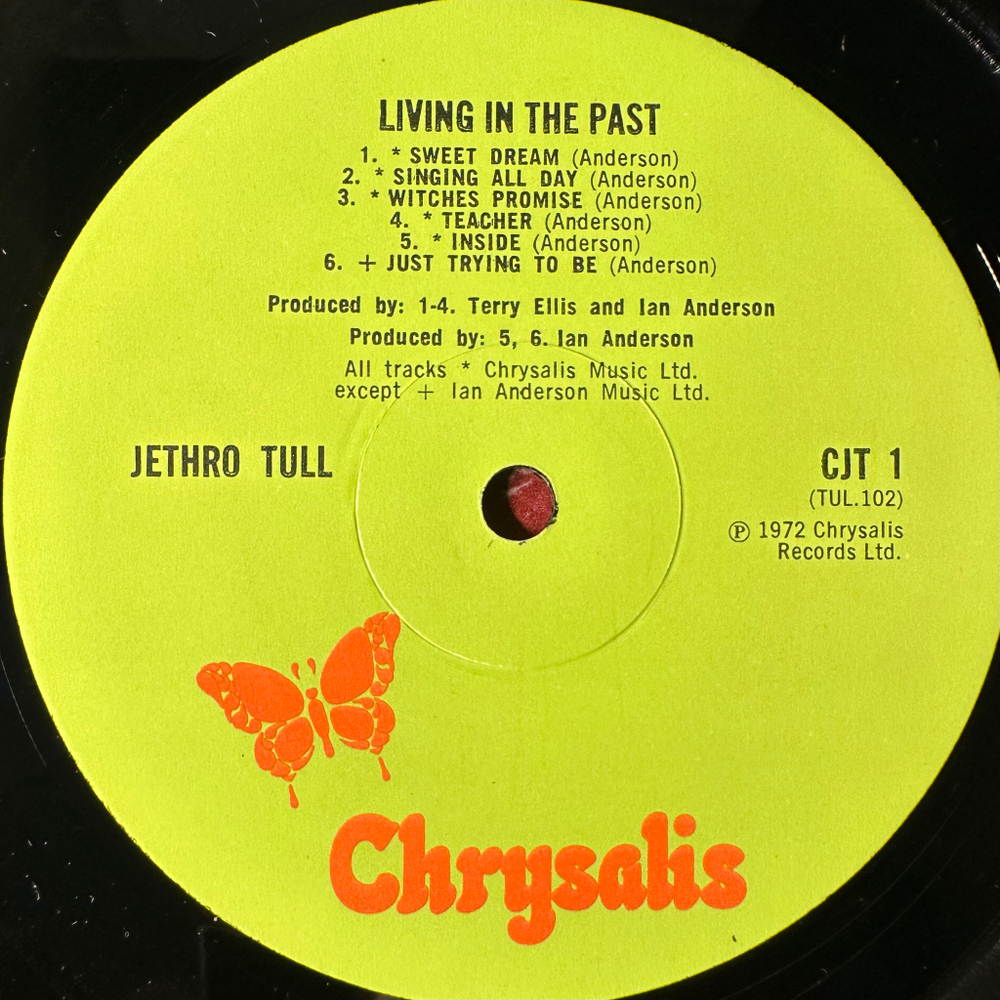 LIVING IN THE PAST
1. * SWEET DREAM (Anderson)
2. * SINGING ALL DAY (Anderson)
3. * WITCHES PROMISE (Anderson)
4. * TEACHER (Anderson)
5. * INSIDE (Anderson)
6. + JUST TRYING TO BE (Anderson)
Produced by: 1-4. Terry Ellis and Ian Anderson
Produced by: 5, 6. Ian Anderson
All tracks * Chrysalis Music Ltd.
except + Ian Anderson Music Ltd.
JETHRO TULL
CJT 1
(TUL.102)
℗ 1972 Chrysalis
Records Ltd.
Chrysalis